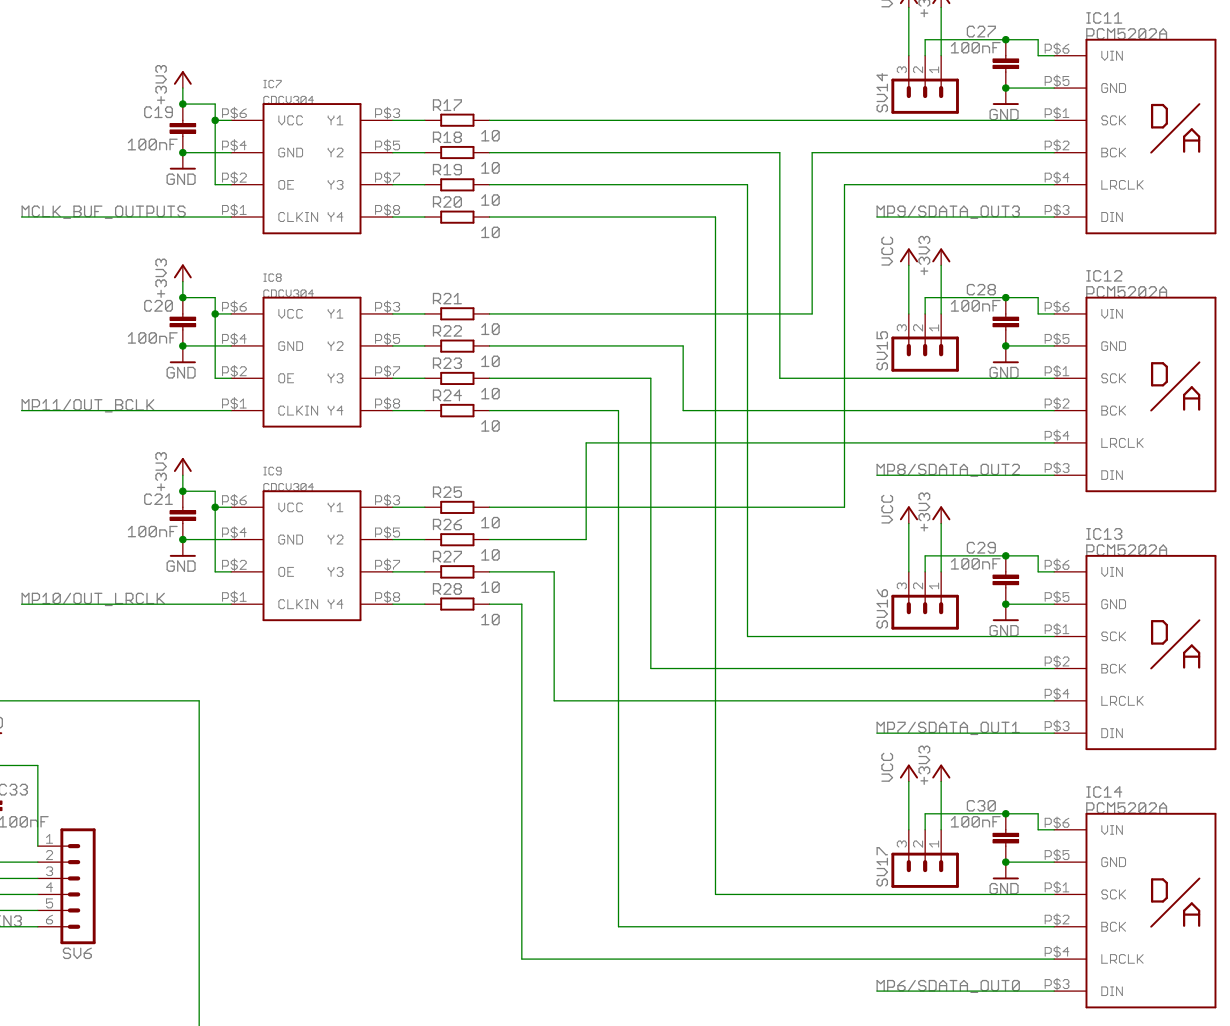 IC11
PCM5202A
VCC
+3V3
C27
100nF
3 2 1
SV14
GND
P$6 VIN
P$5 GND
P$1 SCK
P$2 BCK
P$4 LRCLK
P$3 DIN
D/A
MP9/SDATA_OUT3
+3V3
C19
100nF
GND
IC7
CDCV304
P$6 VCC Y1 P$3
P$4 GND Y2 P$5
P$2 OE Y3 P$7
P$1 CLKIN Y4 P$8
MCLK_BUF_OUTPUTS
R17 10
R18 10
R19 10
R20 10
+3V3
C20
100nF
GND
IC8
CDCV304
P$6 VCC Y1 P$3
P$4 GND Y2 P$5
P$2 OE Y3 P$7
P$1 CLKIN Y4 P$8
MP11/OUT_BCLK
R21 10
R22 10
R23 10
R24 10
VCC
+3V3
C28
100nF
3 2 1
SV15
GND
IC12
PCM5202A
P$6 VIN
P$5 GND
P$1 SCK
P$2 BCK
P$4 LRCLK
P$3 DIN
D/A
MP8/SDATA_OUT2
+3V3
C21
100nF
GND
IC9
CDCV304
P$6 VCC Y1 P$3
P$4 GND Y2 P$5
P$2 OE Y3 P$7
P$1 CLKIN Y4 P$8
MP10/OUT_LRCLK
R25 10
R26 10
R27 10
R28 10
VCC
+3V3
C29
100nF
3 2 1
SV16
GND
IC13
PCM5202A
P$6 VIN
P$5 GND
P$1 SCK
P$2 BCK
P$4 LRCLK
P$3 DIN
D/A
MP7/SDATA_OUT1
VCC
+3V3
C30
100nF
3 2 1
SV17
GND
IC14
PCM5202A
P$6 VIN
P$5 GND
P$1 SCK
P$2 BCK
P$4 LRCLK
P$3 DIN
D/A
MP6/SDATA_OUT0
C33
100nF
1
2
3
4
5
6
SV6